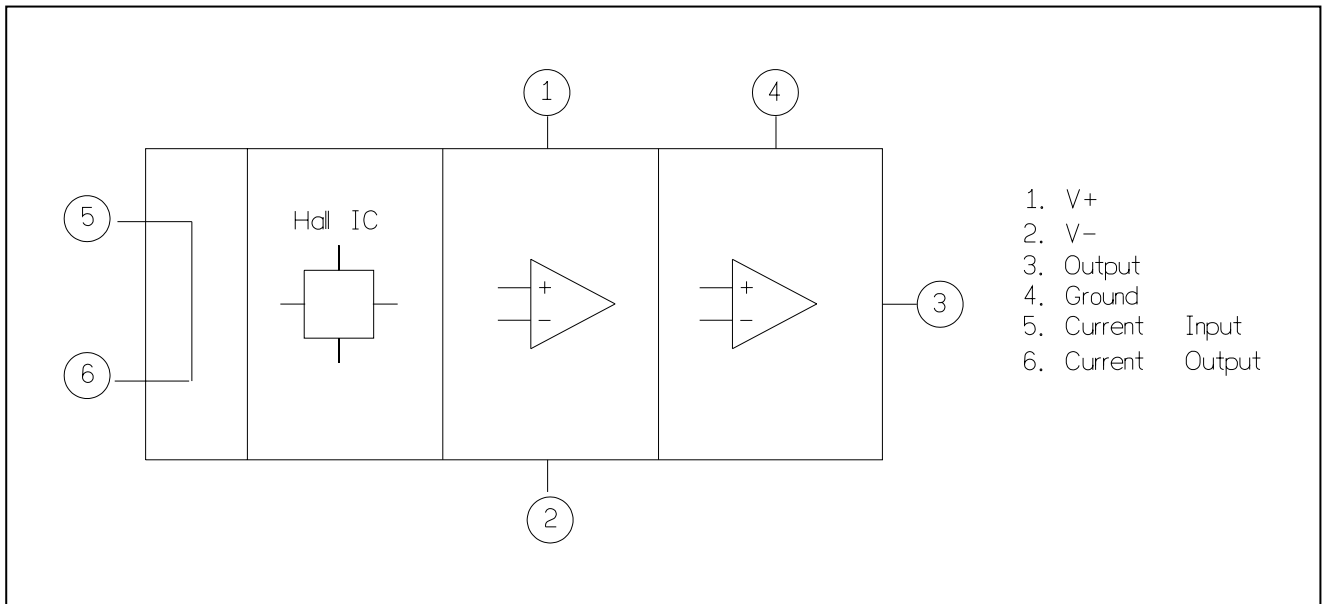 1
4
5
Hall IC
+
-
+
-
3
6
2
1. V+
2. V-
3. Output
4. Ground
5. Current Input
6. Current Output